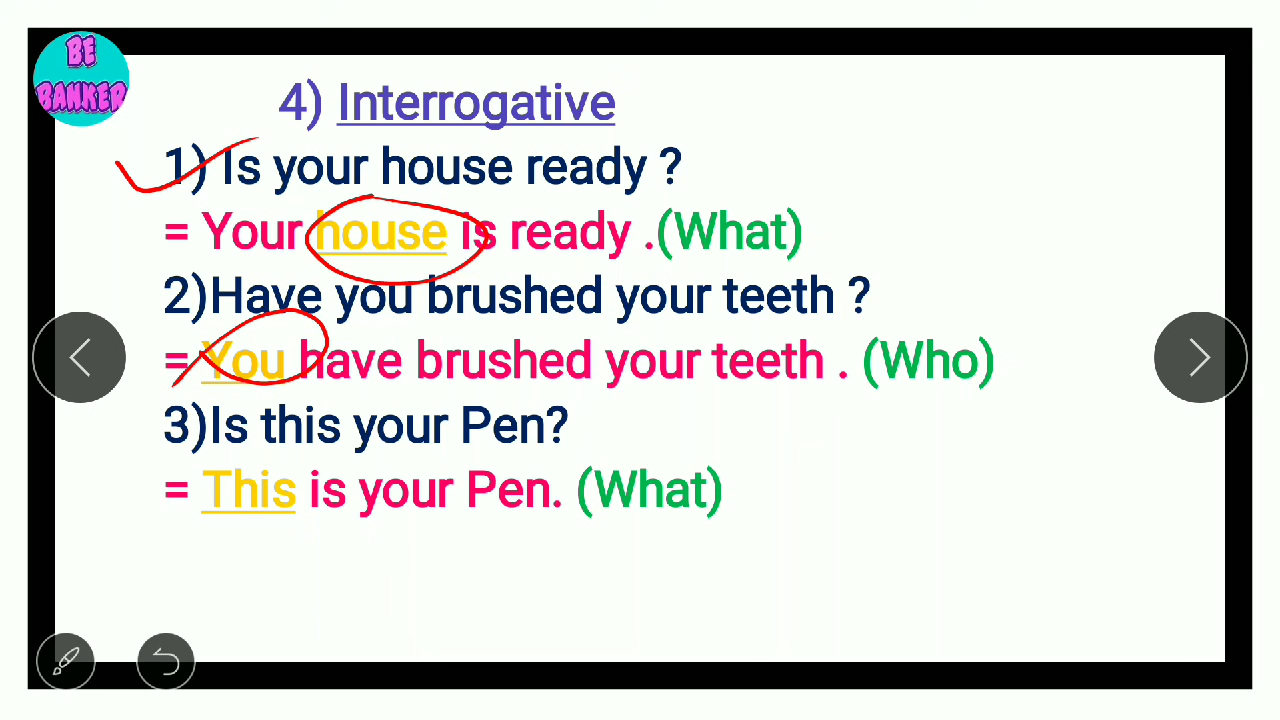 BE
BANKER
4) Interrogative
1) Is your house ready ?
= Your house is ready .(What)
2)Have you brushed your teeth ?
= You have brushed your teeth . (Who)
3)Is this your Pen?
= This is your Pen. (What)